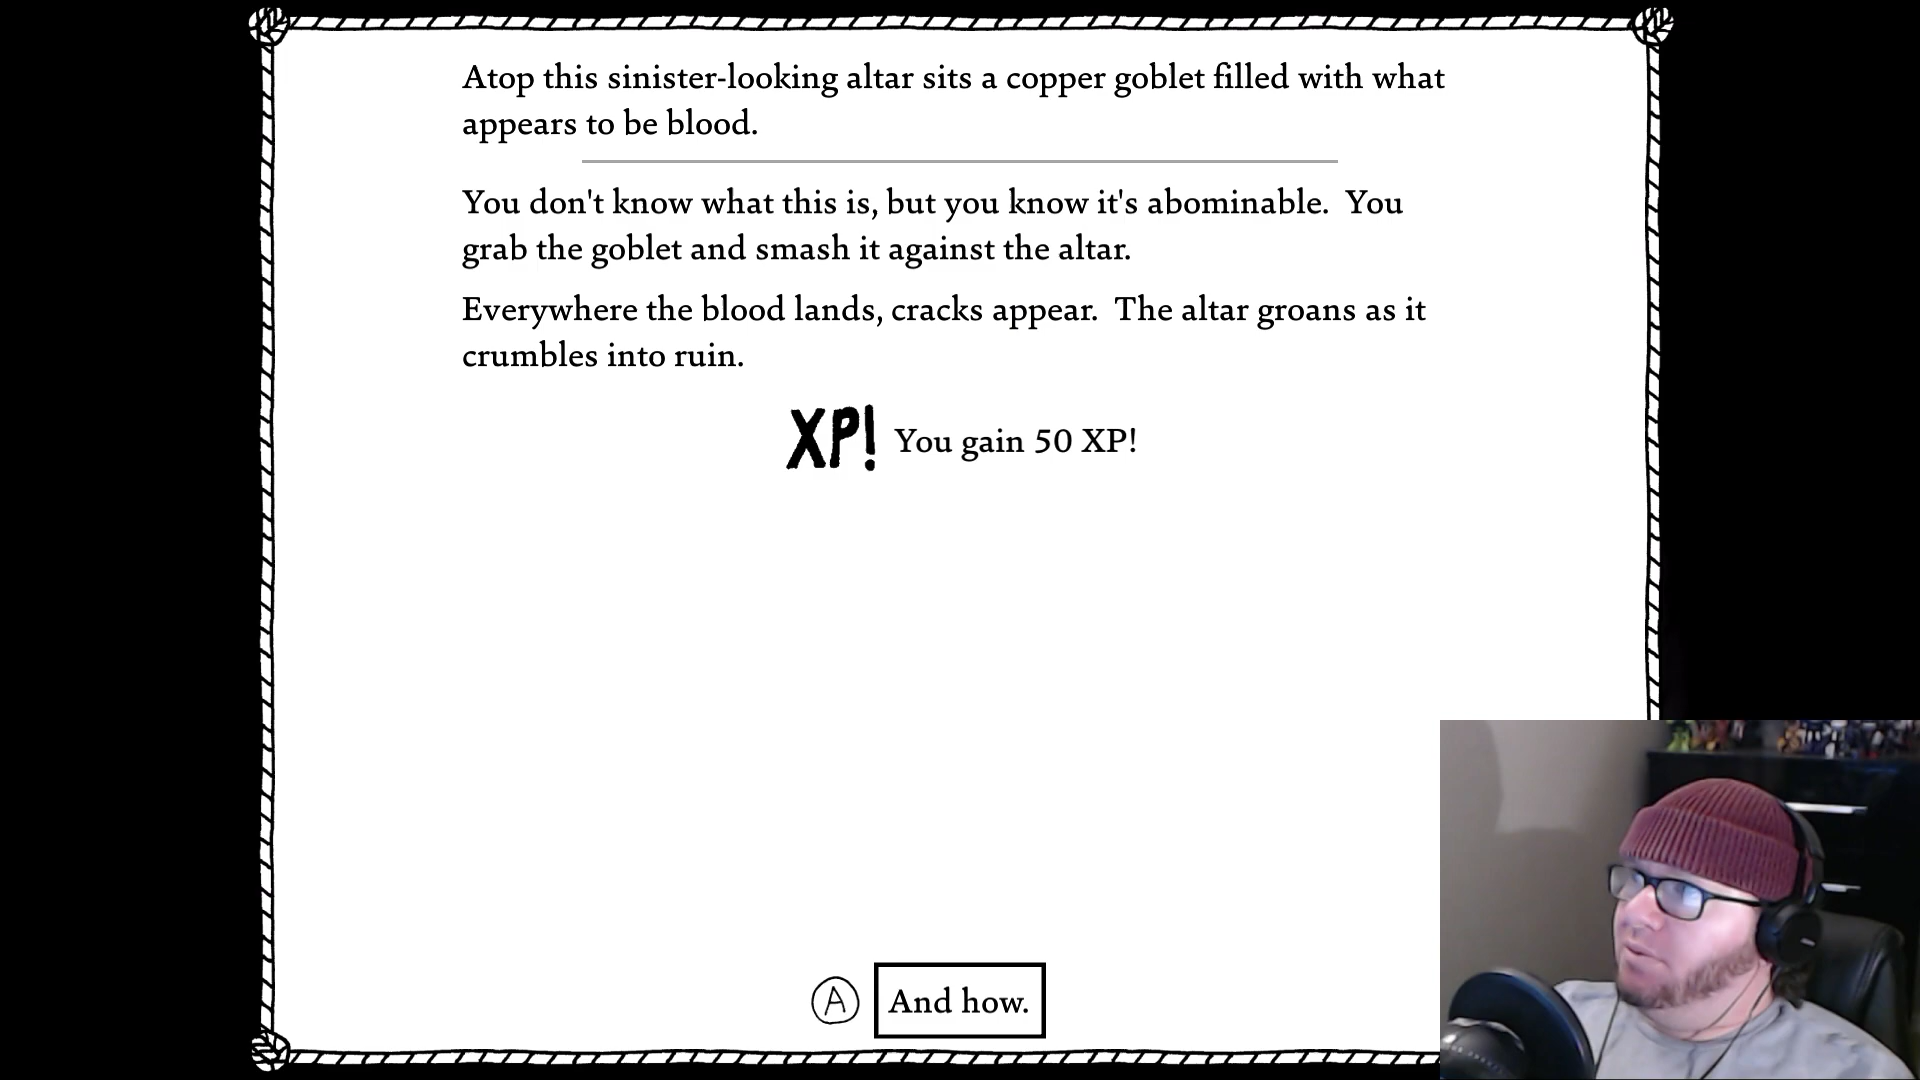 Atop this sinister-looking altar sits a copper goblet filled with what
appears to be blood.
You don't know what this is, but you know it's abominable.  You
grab the goblet and smash it against the altar.
Everywhere the blood lands, cracks appear.  The altar groans as it
crumbles into ruin.
XP! You gain 50 XP!
A And how.